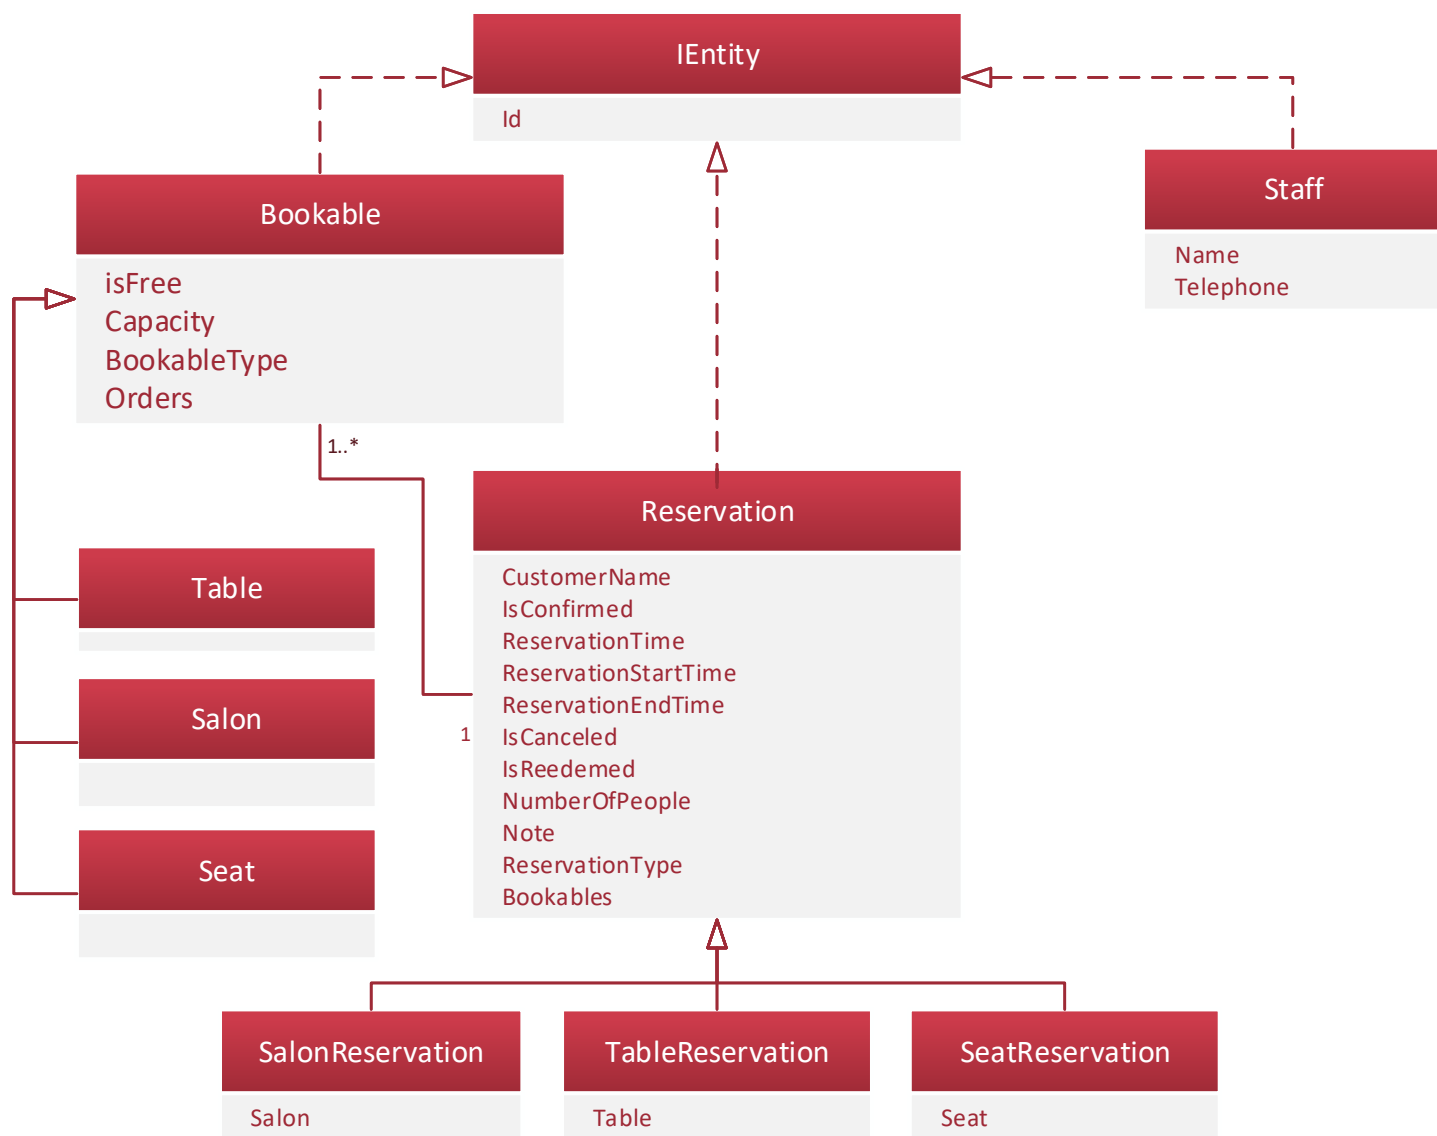 IEntity
Id
Bookable
isFree
Capacity
BookableType
Orders
1..*
Staff
Name
Telephone
Reservation
CustomerName
IsConfirmed
ReservationTime
ReservationStartTime
ReservationEndTime
IsCanceled
IsReedemed
NumberOfPeople
Note
ReservationType
Bookables
1
Table
Salon
Seat
SalonReservation
Salon
TableReservation
Table
SeatReservation
Seat